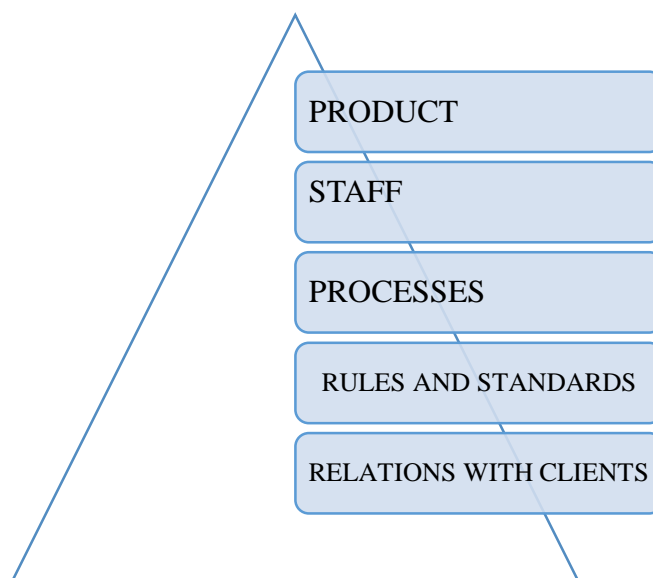 PRODUCT
STAFF
PROCESSES
RULES AND STANDARDS
RELATIONS WITH CLIENTS